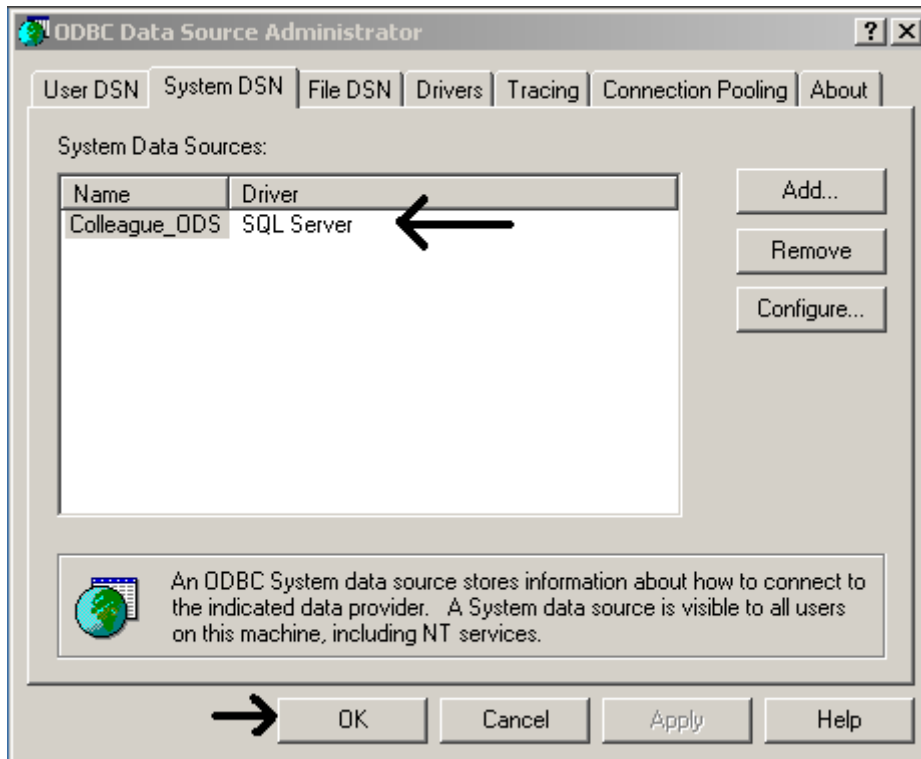 ODBC Data Source Administrator
User DSN System DSN File DSN Drivers Tracing Connection Pooling About
System Data Sources:
Name Driver
Colleague_ODS SQL Server
Add...
Remove
Configure...
An ODBC System data source stores information about how to connect to
the indicated data provider. A System data source is visible to all users
on this machine, including NT services.
OK Cancel Apply Help